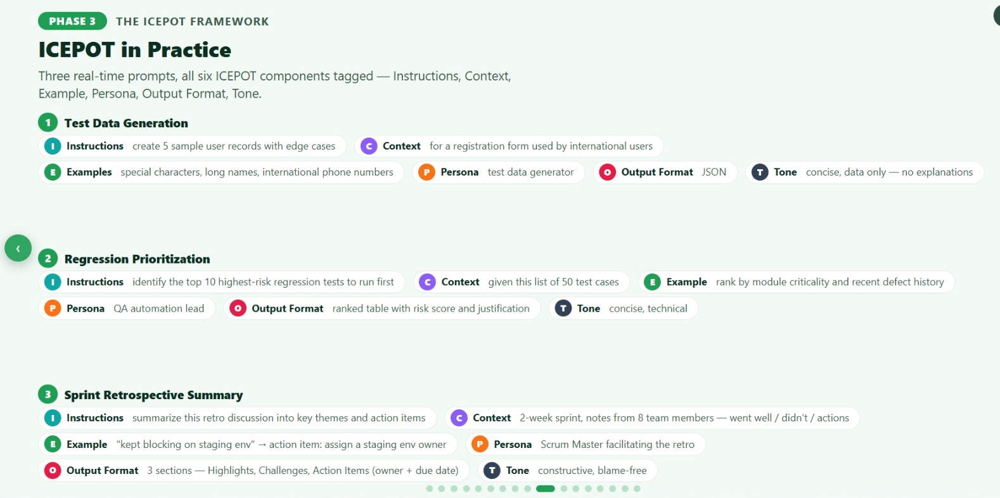 PHASE 3 THE ICEPOT FRAMEWORK
ICEPOT in Practice
Three real-time prompts, all six ICEPOT components tagged — Instructions, Context,
Example, Persona, Output Format, Tone.
1 Test Data Generation
I Instructions create 5 sample user records with edge cases C Context for a registration form used by international users
E Examples special characters, long names, international phone numbers P Persona test data generator O Output Format JSON T Tone concise, data only — no explanations
‹
2 Regression Prioritization
I Instructions identify the top 10 highest-risk regression tests to run first C Context given this list of 50 test cases E Example rank by module criticality and recent defect history
P Persona QA automation lead O Output Format ranked table with risk score and justification T Tone concise, technical
3 Sprint Retrospective Summary
I Instructions summarize this retro discussion into key themes and action items C Context 2-week sprint, notes from 8 team members — went well / didn't / actions
E Example "kept blocking on staging env" → action item: assign a staging env owner P Persona Scrum Master facilitating the retro
O Output Format 3 sections — Highlights, Challenges, Action Items (owner + due date) T Tone constructive, blame-free